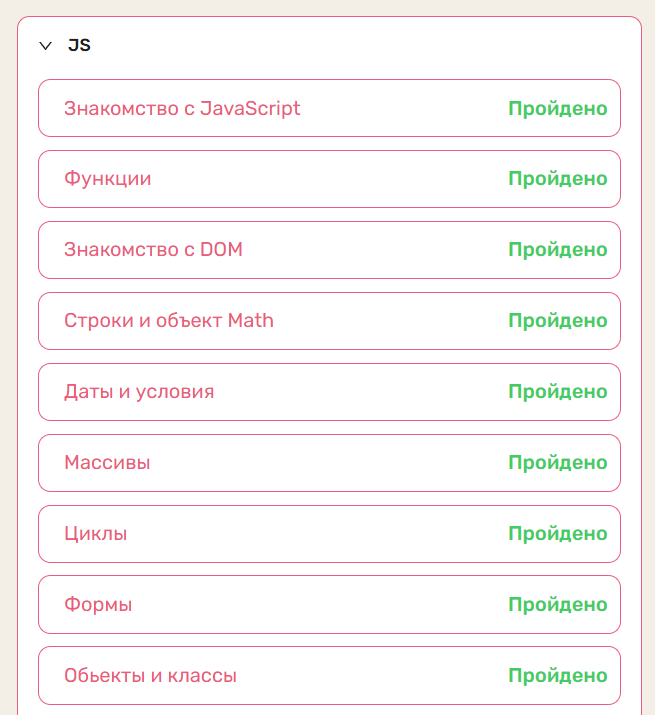 JS
Знакомство с JavaScript Пройдено
Функции Пройдено
Знакомство с DOM Пройдено
Строки и объект Math Пройдено
Даты и условия Пройдено
Массивы Пройдено
Циклы Пройдено
Формы Пройдено
Обьекты и классы Пройдено